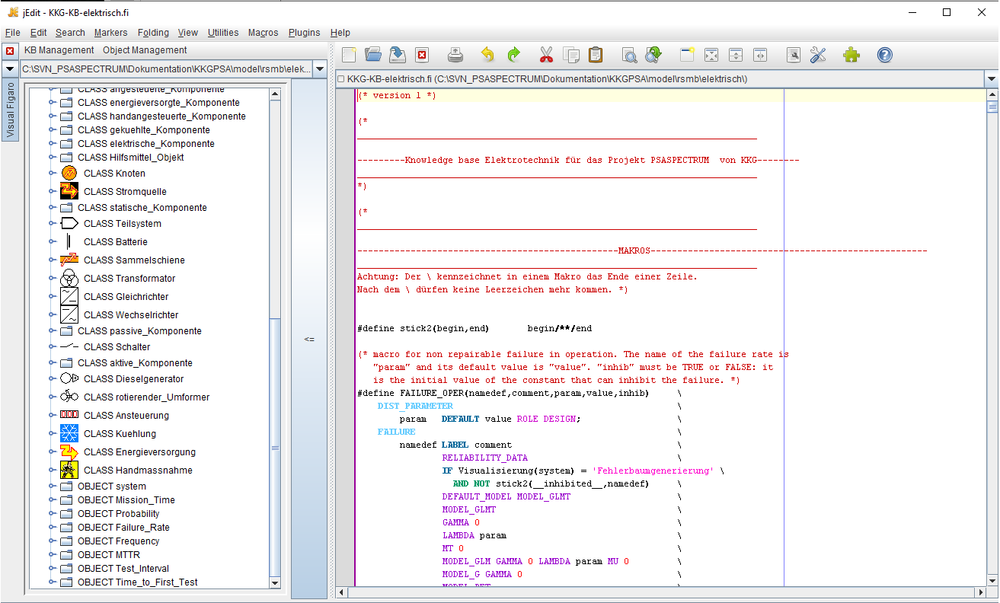 jEdit - KKG-KB-elektrisch.fi
File Edit Search Markers Folding View Utilities Macros Plugins Help
KB Management Object Management
C:\SVN_PSASPECTRUM\Dokumentation\KKGPSA\model\rsmb\elek...
Visual Figaro
CLASS angesteuerte_Komponente
CLASS energieversorgte_Komponente
CLASS handangesteuerte_Komponente
CLASS gekuehlte_Komponente
CLASS elektrische_Komponente
CLASS Hilfsmittel_Objekt
CLASS Knoten
CLASS Stromquelle
CLASS statische_Komponente
CLASS Teilsystem
CLASS Batterie
CLASS Sammelschiene
CLASS Transformator
CLASS Gleichrichter
CLASS Wechselrichter
CLASS passive_Komponente
CLASS Schalter
CLASS aktive_Komponente
CLASS Dieselgenerator
CLASS rotierender_Umformer
CLASS Ansteuerung
CLASS Kuehlung
CLASS Energieversorgung
CLASS Handmassnahme
OBJECT system
OBJECT Mission_Time
OBJECT Probability
OBJECT Failure_Rate
OBJECT Frequency
OBJECT MTTR
OBJECT Test_Interval
OBJECT Time_to_First_Test
<=
KKG-KB-elektrisch.fi (C:\SVN_PSASPECTRUM\Dokumentation\KKGPSA\model\rsmb\elektrisch\)
(* version 1 *)
(*
---------Knowledge base Elektrotechnik für das Projekt PSASPECTRUM  von KKG--------
*)
(*
-------------------------------------------------MAKROS----------------------------------------------------
Achtung: Der \ kennzeichnet in einem Makro das Ende einer Zeile.
Nach dem \ dürfen keine Leerzeichen mehr kommen. *)
#define stick2(begin,end)       begin/**/end
(* macro for non repairable failure in operation. The name of the failure rate is
"param" and its default value is "value". "inhib" must be TRUE or FALSE: it
is the initial value of the constant that can inhibit the failure. *)
#define FAILURE_OPER(namedef,comment,param,value,inhib) \
DIST_PARAMETER \
param DEFAULT value ROLE DESIGN; \
FAILURE \
namedef LABEL comment \
RELIABILITY_DATA \
IF Visualisierung(system) = 'Fehlerbaumgenerierung' \
AND NOT stick2(__inhibited__,namedef) \
DEFAULT_MODEL MODEL_GLMT \
MODEL_GLMT \
GAMMA 0 \
LAMBDA param \
MT 0 \
MODEL_GLM GAMMA 0 LAMBDA param MU 0 \
MODEL_G GAMMA 0 \